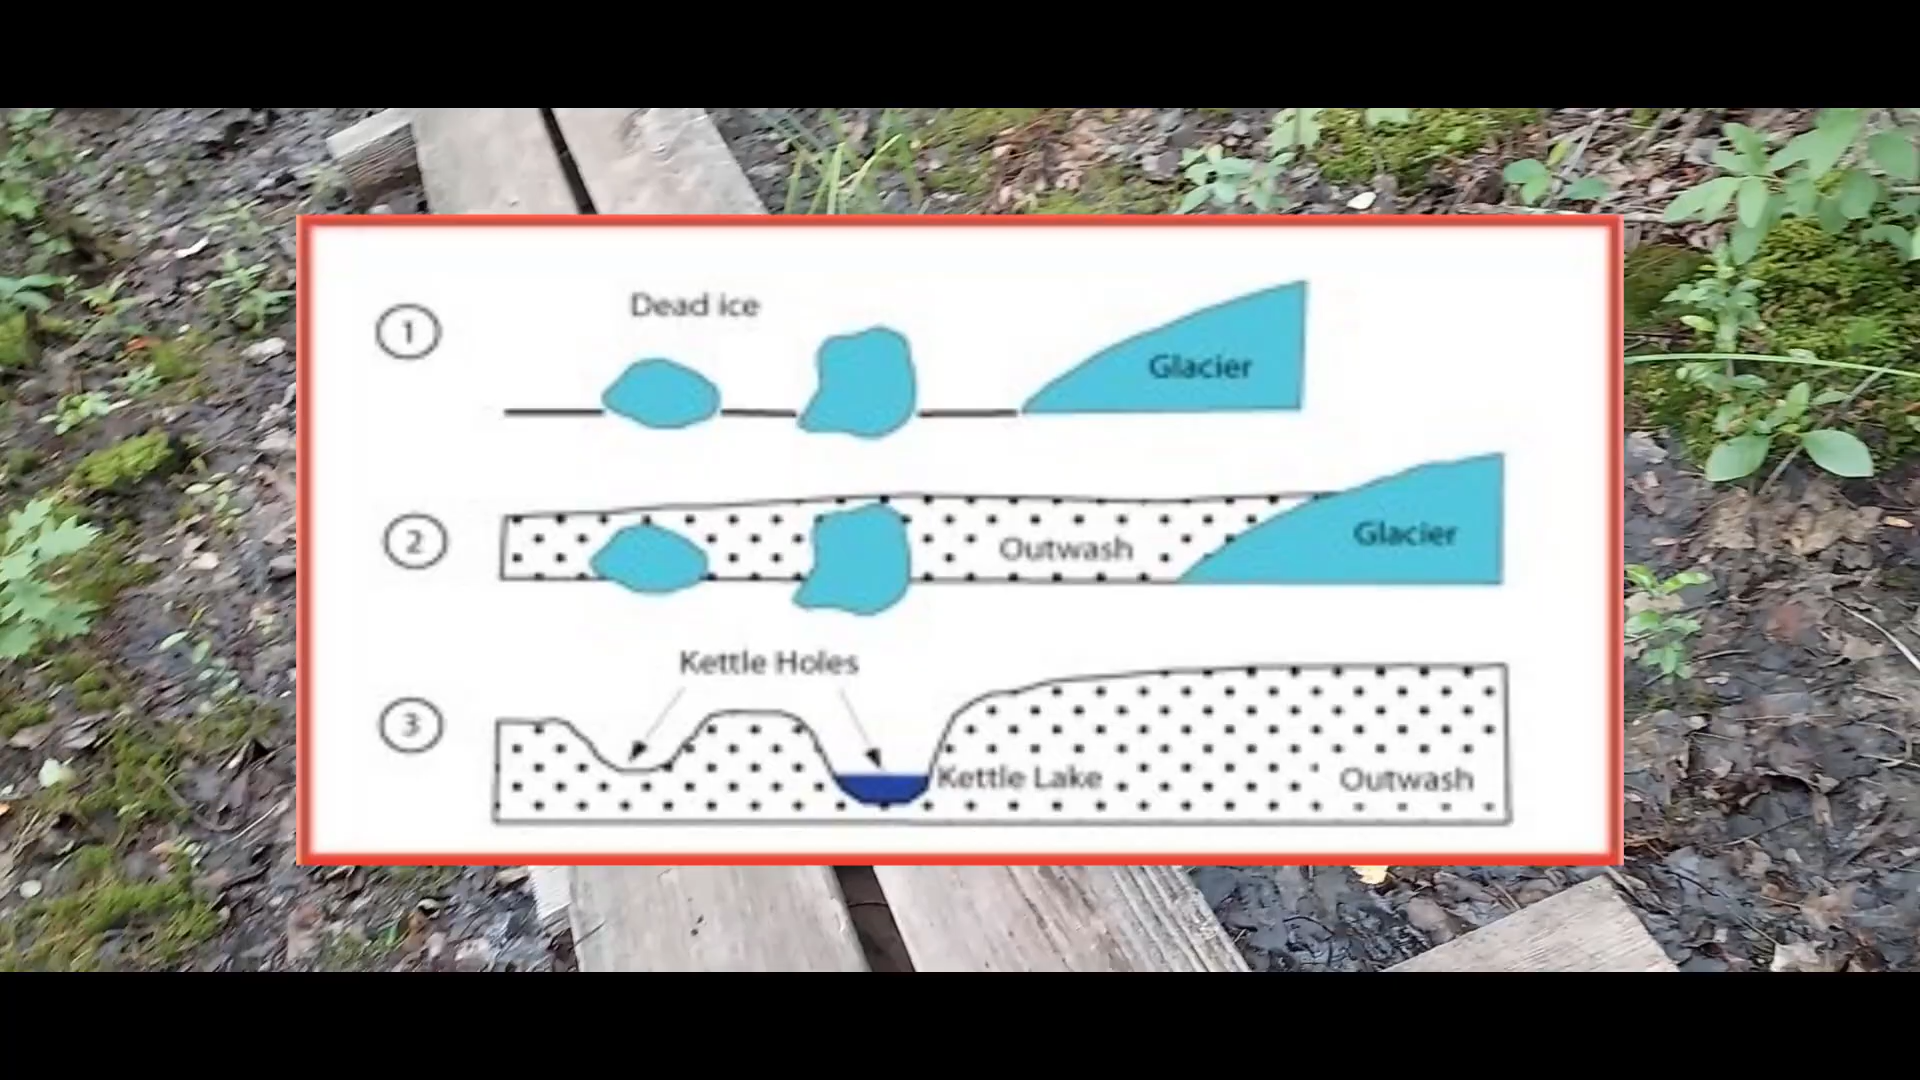 1
Dead ice
Glacier
2
Outwash
Glacier
Kettle Holes
3
Kettle Lake
Outwash